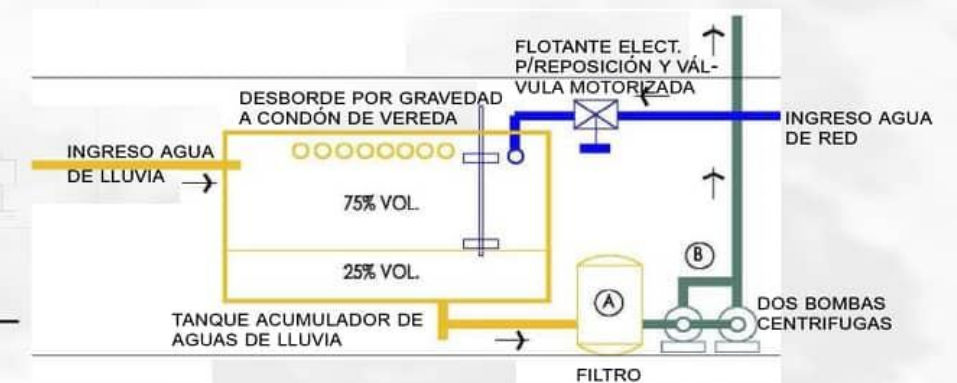 FLOTANTE ELECT.
P/REPOSICIÓN Y VÁL-
VULA MOTORIZADA
DESBORDE POR GRAVEDAD
A CONDÓN DE VEREDA
INGRESO AGUA
DE RED
INGRESO AGUA
DE LLUVIA
75% VOL.
25% VOL.
B
A
TANQUE ACUMULADOR DE
AGUAS DE LLUVIA
DOS BOMBAS
CENTRIFUGAS
FILTRO